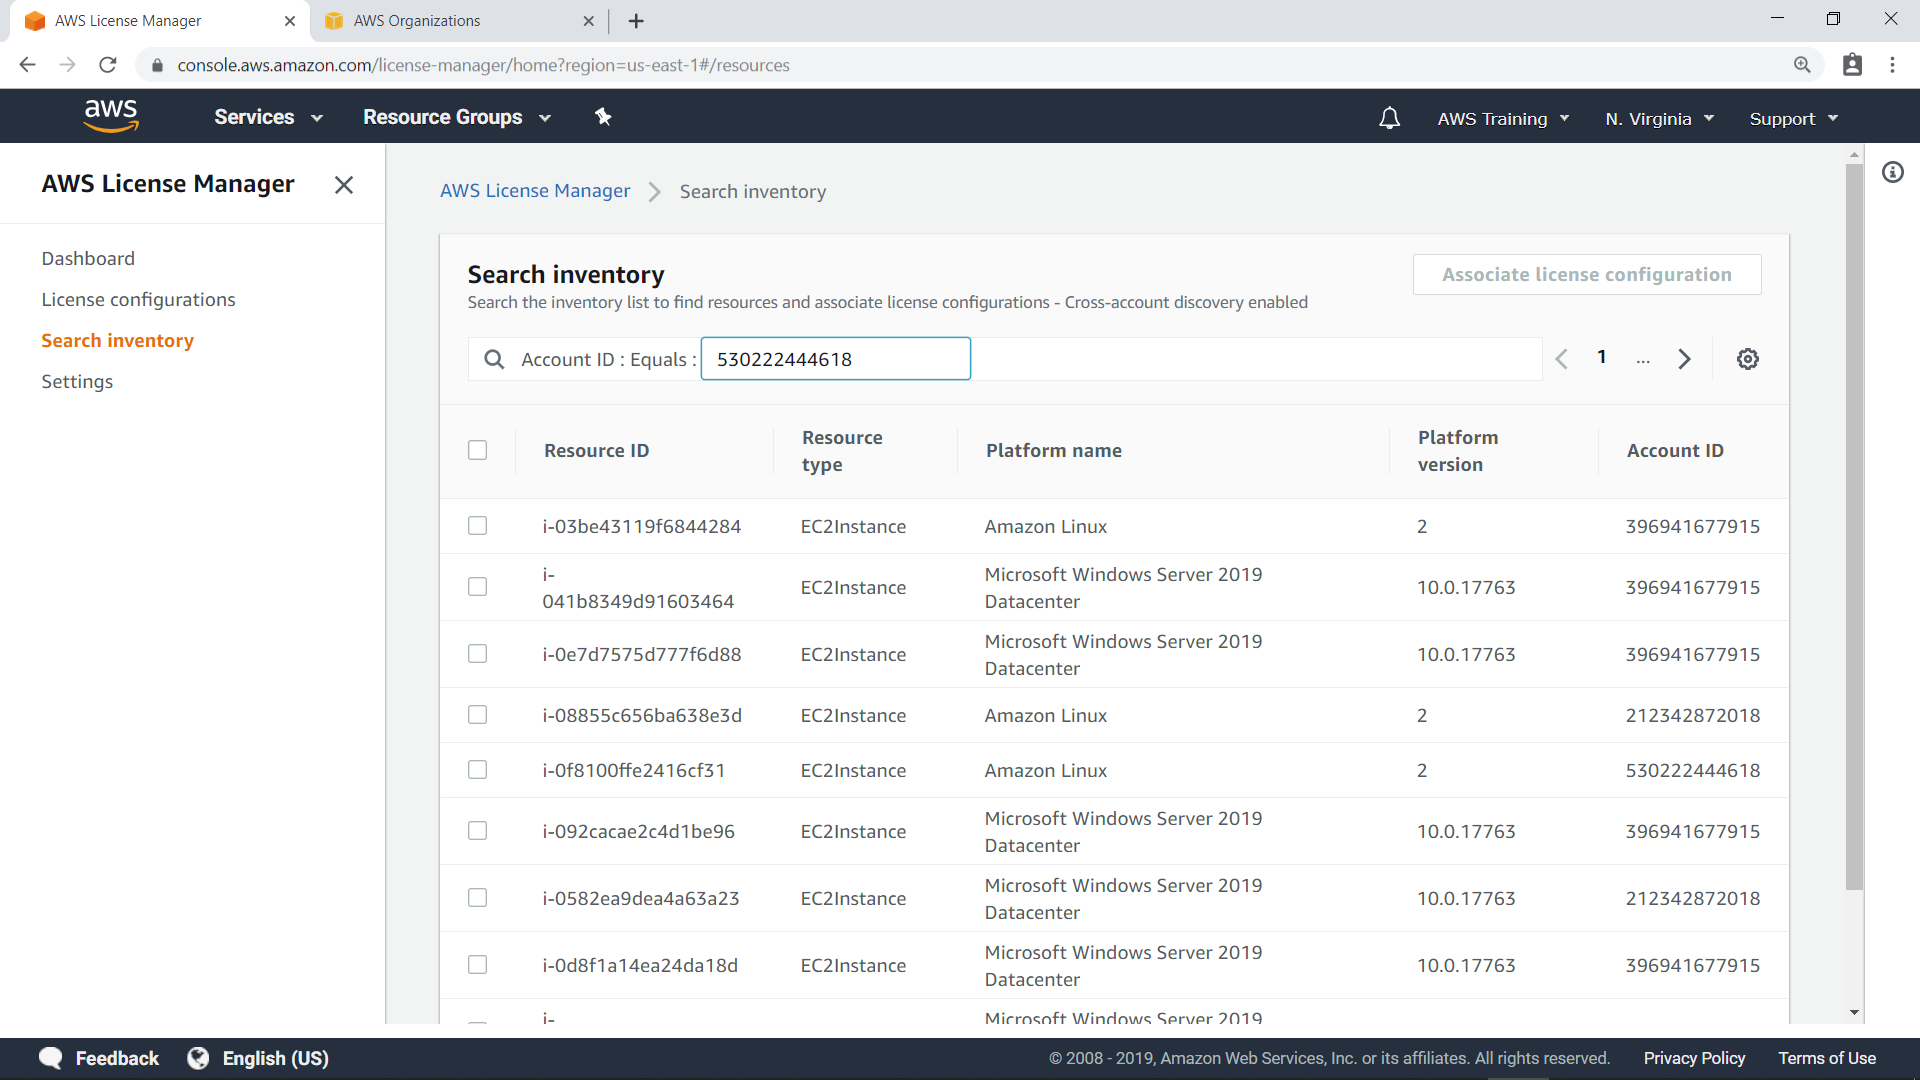 AWS License Manager
AWS Organizations
console.aws.amazon.com/license-manager/home?region=us-east-1#/resources
aws
Services
Resource Groups
AWS Training
N. Virginia
Support
AWS License Manager
Dashboard
License configurations
Search inventory
Settings
AWS License Manager
Search inventory
Search inventory
Search the inventory list to find resources and associate license configurations - Cross-account discovery enabled
Associate license configuration
Account ID : Equals : 530222444618
1 ...
Resource ID
Resource type
Platform name
Platform version
Account ID
i-03be43119f6844284 EC2Instance Amazon Linux 2 396941677915
i-041b8349d91603464 EC2Instance Microsoft Windows Server 2019 Datacenter 10.0.17763 396941677915
i-0e7d7575d777f6d88 EC2Instance Microsoft Windows Server 2019 Datacenter 10.0.17763 396941677915
i-08855c656ba638e3d EC2Instance Amazon Linux 2 212342872018
i-0f8100ffe2416cf31 EC2Instance Amazon Linux 2 530222444618
i-092cacae2c4d1be96 EC2Instance Microsoft Windows Server 2019 Datacenter 10.0.17763 396941677915
i-0582ea9dea4a63a23 EC2Instance Microsoft Windows Server 2019 Datacenter 10.0.17763 212342872018
i-0d8f1a14ea24da18d EC2Instance Microsoft Windows Server 2019 Datacenter 10.0.17763 396941677915
i- Microsoft Windows Server 2019
Feedback
English (US)
© 2008 - 2019, Amazon Web Services, Inc. or its affiliates. All rights reserved.
Privacy Policy
Terms of Use